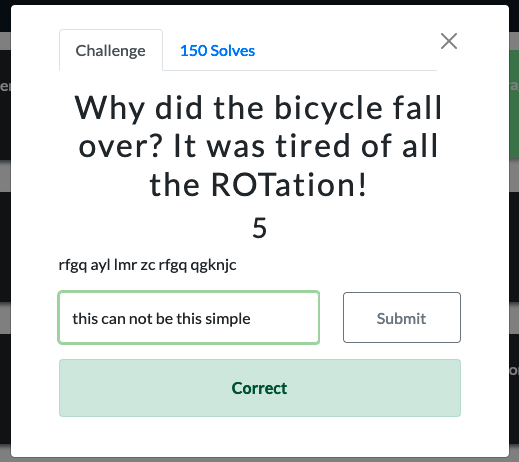 Challenge
150 Solves
Why did the bicycle fall
over? It was tired of all
the ROTation!
5
rfgq ayl lmr zc rfgq qgknjc
this can not be this simple
Submit
Correct